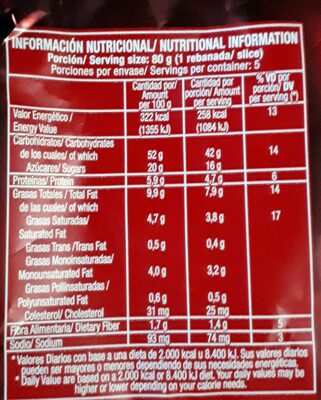 INFORMACIÓN NUTRICIONAL/ NUTRITIONAL INFORMATION
Porción/ Serving size: 80 g (1 rebanada/ slice)
Porciones por envase/ Servings per container: 5
Cantidad por/ Amount per 100 g
Cantidad por porción/ Amount per serving
% VD por porción/ DV per serving (*)
Valor Energético / Energy Value 322 kcal (1355 kJ) 258 kcal (1084 kJ) 13
Carbohidratos/ Carbohydrates 52 g 42 g 14
de los cuales/ of which
Azúcares/ Sugars 20 g 16 g
Proteínas/ Protein 5,9 g 4,7 g 6
Grasas Totales / Total Fat 9,9 g 7,9 g 14
de las cuales/ of which
Grasas Saturadas/ 4,7 g 3,8 g 17
Saturated Fat
Grasas Trans /Trans Fat 0,5 g 0,4 g
Grasas Monoinsaturadas/
Monounsaturated Fat 4,0 g 3,2 g
Grasas Poliinsaturadas /
Polyunsaturated Fat 0,6 g 0,5 g
Colesterol/ Cholesterol 31 mg 25 mg
Fibra Alimentaria/ Dietary Fiber 1,7 g 1,4 g 5
Sodio/ Sodium 93 mg 74 mg 3
*Valores Diarios con base a una dieta de 2.000 kcal u 8.400 kJ. Sus valores diarios
pueden ser mayores o menores dependiendo de sus necesidades energéticas.
*Daily Value are based on a 2.000 kcal or 8.400 kJ diet. Your daily values may be
higher or lower depending on your calorie needs.